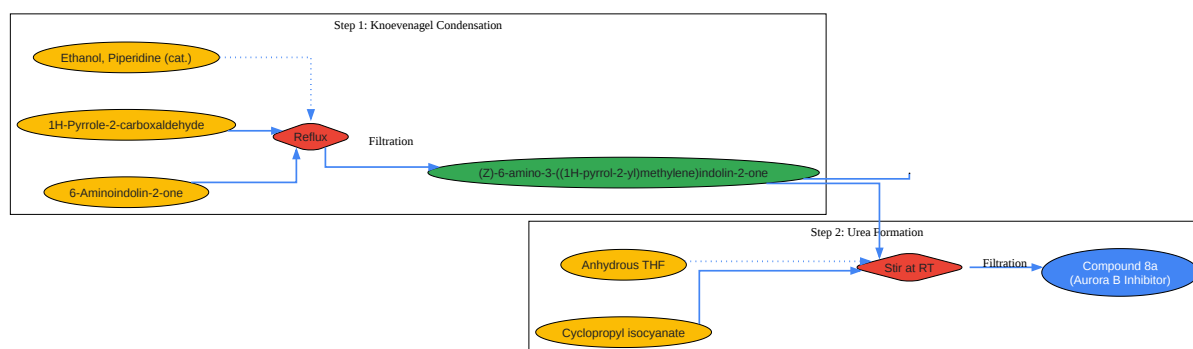 Step 1: Knoevenagel Condensation
Ethanol, Piperidine (cat.)
1H-Pyrrole-2-carboxaldehyde
Reflux
Filtration
6-Aminoindolin-2-one
(Z)-6-amino-3-((1H-pyrrol-2-yl)methylene)indolin-2-one
Step 2: Urea Formation
Anhydrous THF
Stir at RT
Filtration
Compound 8a
(Aurora B Inhibitor)
Cyclopropyl isocyanate